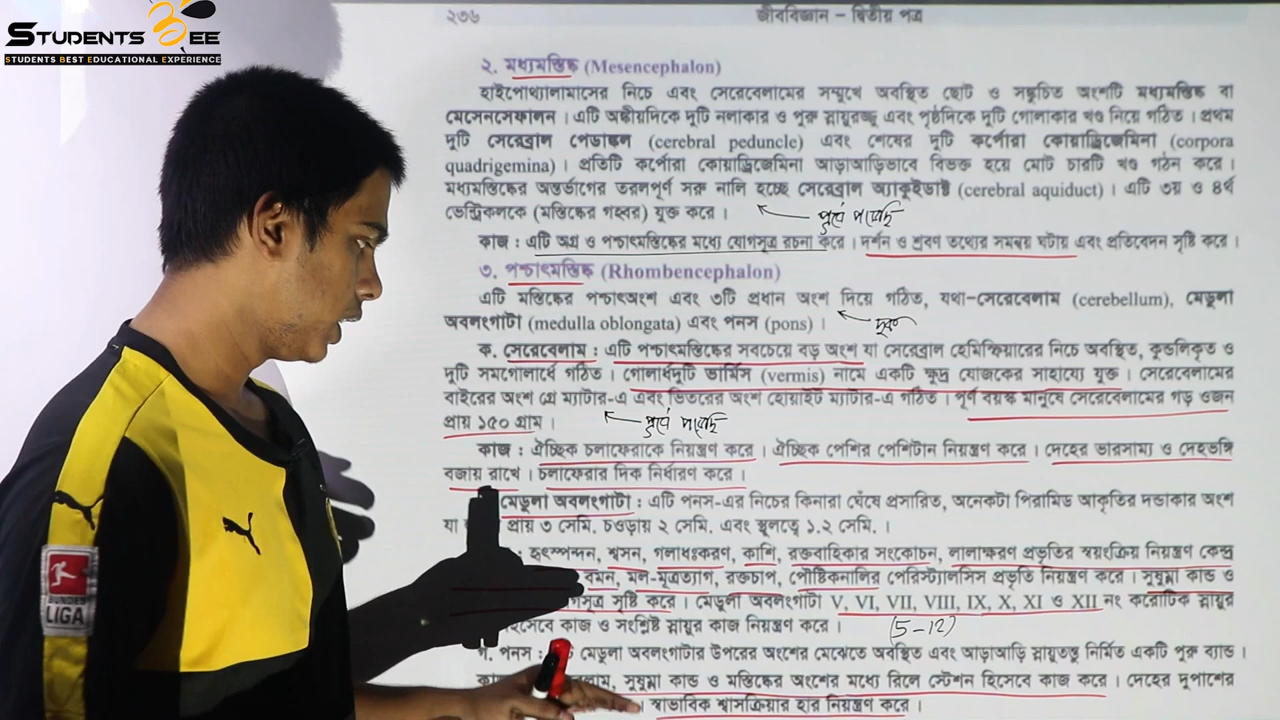 STUDENTS BEE
STUDENTS BEST EDUCATIONAL EXPERIENCE
২৩৬ জীববিজ্ঞান – দ্বিতীয় পত্র
২. মধ্যমস্তিষ্ক (Mesencephalon)
হাইপোথ্যালামাসের নিচে এবং সেরেবেলামের সম্মুখে অবস্থিত ছোট ও সঙ্কুচিত অংশটি মধ্যমস্তিষ্ক বা
মেসেনসেফালন। এটি অঙ্কীয়দিকে দুটি নলাকার ও পুরু স্নায়ুরজ্জু এবং পৃষ্ঠদিকে দুটি গোলাকার খণ্ড নিয়ে গঠিত। প্রথম
দুটি সেরেব্রাল পেডাঙ্কল (cerebral peduncle) এবং শেষের দুটি কর্পোরা কোয়াড্রিজেমিনা (corpora
quadrigemina)। প্রতিটি কর্পোরা কোয়াড্রিজেমিনা আড়াআড়িভাবে বিভক্ত হয়ে মোট চারটি খণ্ড গঠন করে।
মধ্যমস্তিষ্কের অন্তর্ভাগের তরলপূর্ণ সরু নালি হচ্ছে সেরেব্রাল অ্যাকুইডাক্ট (cerebral aquiduct)। এটি ৩য় ও ৪র্থ
ভেন্ট্রিকলকে (মস্তিষ্কের গহ্বর) যুক্ত করে। পূর্বে পড়েছি
কাজ : এটি অগ্র ও পশ্চাৎমস্তিষ্কের মধ্যে যোগসূত্র রচনা করে। দর্শন ও শ্রবণ তথ্যের সমন্বয় ঘটায় এবং প্রতিবেদন সৃষ্টি করে।
৩. পশ্চাৎমস্তিষ্ক (Rhombencephalon)
এটি মস্তিষ্কের পশ্চাৎঅংশ এবং ৩টি প্রধান অংশ দিয়ে গঠিত, যথা–সেরেবেলাম (cerebellum), মেডুলা
অবলংগাটা (medulla oblongata) এবং পনস (pons)।
ক. সেরেবেলাম : এটি পশ্চাৎমস্তিষ্কের সবচেয়ে বড় অংশ যা সেরেব্রাল হেমিস্ফিয়ারের নিচে অবস্থিত, কুন্ডলিকৃত ও
দুটি সমগোলার্ধে গঠিত। গোলার্ধদুটি ভার্মিস (vermis) নামে একটি ক্ষুদ্র যোজকের সাহায্যে যুক্ত। সেরেবেলামের
বাইরের অংশ গ্রে ম্যাটার-এ এবং ভিতরের অংশ হোয়াইট ম্যাটার-এ গঠিত। পূর্ণ বয়স্ক মানুষে সেরেবেলামের গড় ওজন
প্রায় ১৫০ গ্রাম। পূর্বে পড়েছি
কাজ : ঐচ্ছিক চলাফেরাকে নিয়ন্ত্রণ করে। ঐচ্ছিক পেশির পেশিটান নিয়ন্ত্রণ করে। দেহের ভারসাম্য ও দেহভঙ্গি
বজায় রাখে। চলাফেরার দিক নির্ধারণ করে।
মেডুলা অবলংগাটা : এটি পনস-এর নিচের কিনারা ঘেঁষে প্রসারিত, অনেকটা পিরামিড আকৃতির দন্ডাকার অংশ
যা প্রায় ৩ সেমি. চওড়ায় ২ সেমি. এবং স্থূলত্বে ১.২ সেমি.।
: হৃৎস্পন্দন, শ্বসন, গলাধঃকরণ, কাশি, রক্তবাহিকার সংকোচন, লালাক্ষরণ প্রভৃতির স্বয়ংক্রিয় নিয়ন্ত্রণ কেন্দ্র
বমন, মল-মূত্রত্যাগ, রক্তচাপ, পৌষ্টিকনালির পেরিস্ট্যালসিস প্রভৃতি নিয়ন্ত্রণ করে। সুষুম্না কান্ড ও
সৃষ্টি করে। মেডুলা অবলংগাটা V, VI, VII, VIII, IX, X, XI ও XII নং করোটিক স্নায়ুর
হিসেবে কাজ ও সংশ্লিষ্ট স্নায়ুর কাজ নিয়ন্ত্রণ করে। (5–12)
গ. পনস : মেডুলা অবলংগাটার উপরের অংশের মেঝেতে অবস্থিত এবং আড়াআড়ি স্নায়ুতন্তু নির্মিত একটি পুরু ব্যান্ড।
সুষুম্না কান্ড ও মস্তিষ্কের অংশের মধ্যে রিলে স্টেশন হিসেবে কাজ করে। দেহের দুপাশের
স্বাভাবিক শ্বাসক্রিয়ার হার নিয়ন্ত্রণ করে।
PUMA
LIGA